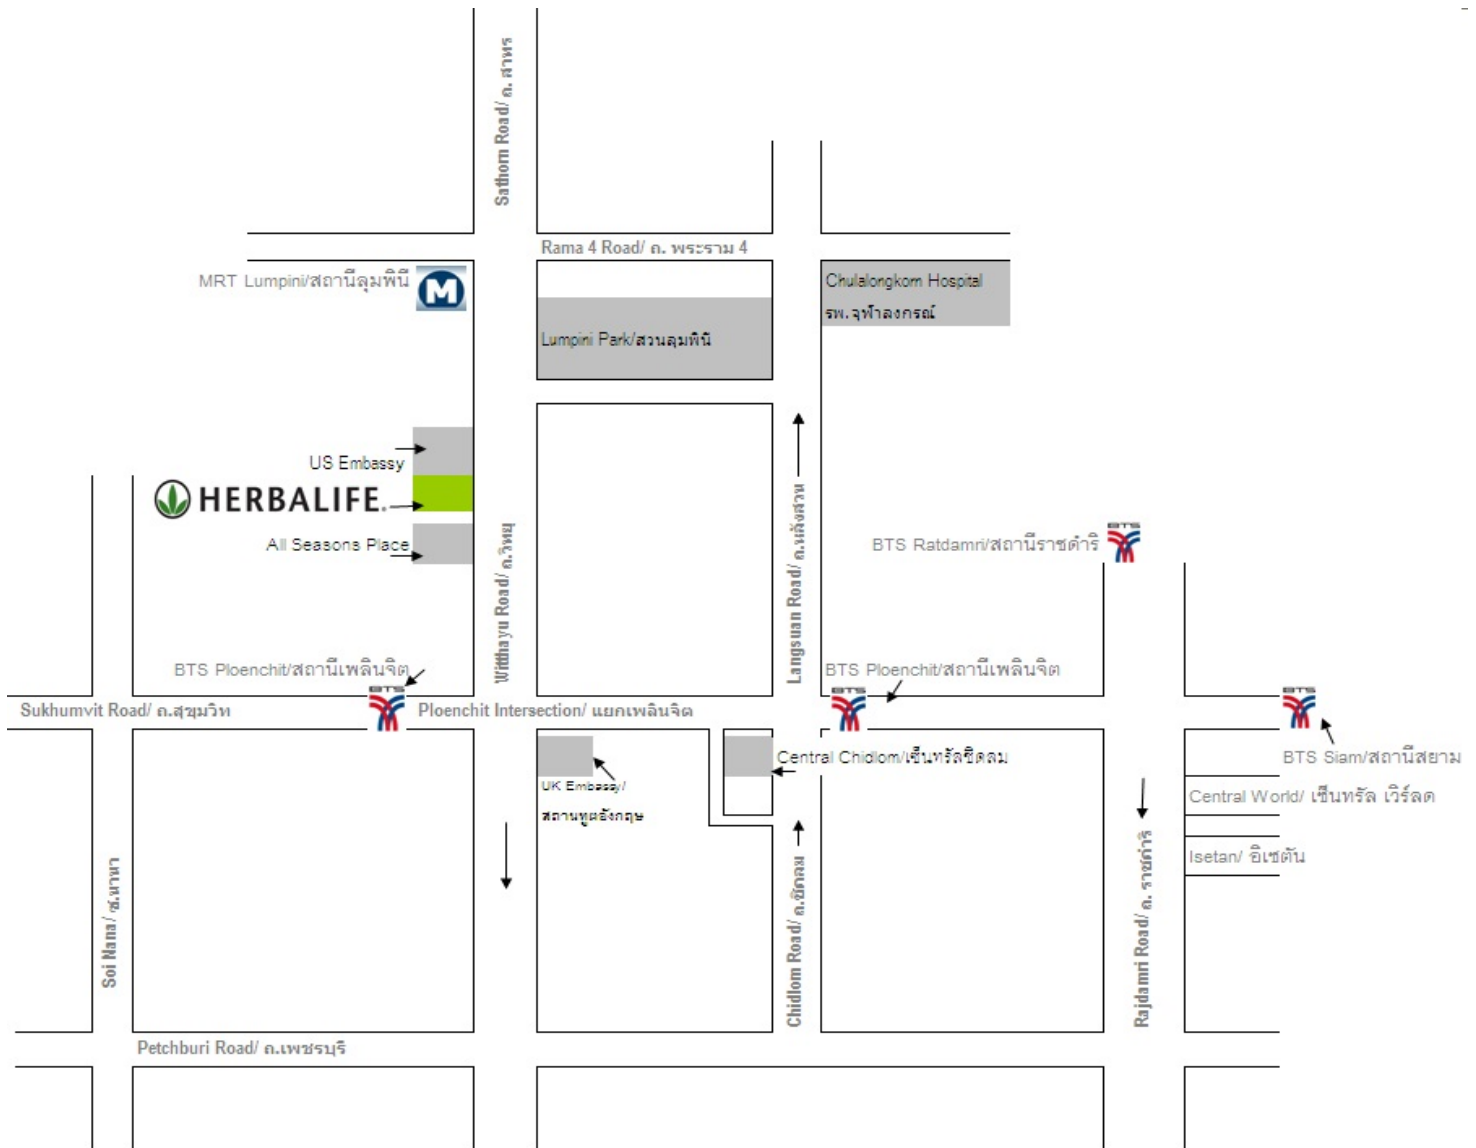 Sathorn Road/ ถ. สาทร
Rama 4 Road/ ถ. พระราม 4
MRT Lumpini/สถานีลุมพินี
M
Chulalongkorn Hospital
รพ.จุฬาลงกรณ์
Lumpini Park/สวนลุมพินี
US Embassy
HERBALIFE.
All Seasons Place
Witthayu Road/ ถ.วิทยุ
Langsuan Road/ ถ.หลังสวน
BTS
BTS Ratdamri/สถานีราชดำริ
BTS Ploenchit/สถานีเพลินจิต
BTS
BTS Ploenchit/สถานีเพลินจิต
BTS
BTS
Sukhumvit Road/ ถ.สุขุมวิท
Ploenchit Intersection/ แยกเพลินจิต
BTS Siam/สถานีสยาม
Central Chidlom/เซ็นทรัลชิดลม
UK Embassy/
สถานทูตอังกฤษ
Central World/ เซ็นทรัล เวิร์ลด
Isetan/ อิเซตัน
Soi Nana/ ซ.นานา
Chidlom Road/ ถ.ชิดลม
Rajdamri Road/ ถ. ราชดำริ
Petchburi Road/ ถ.เพชรบุรี